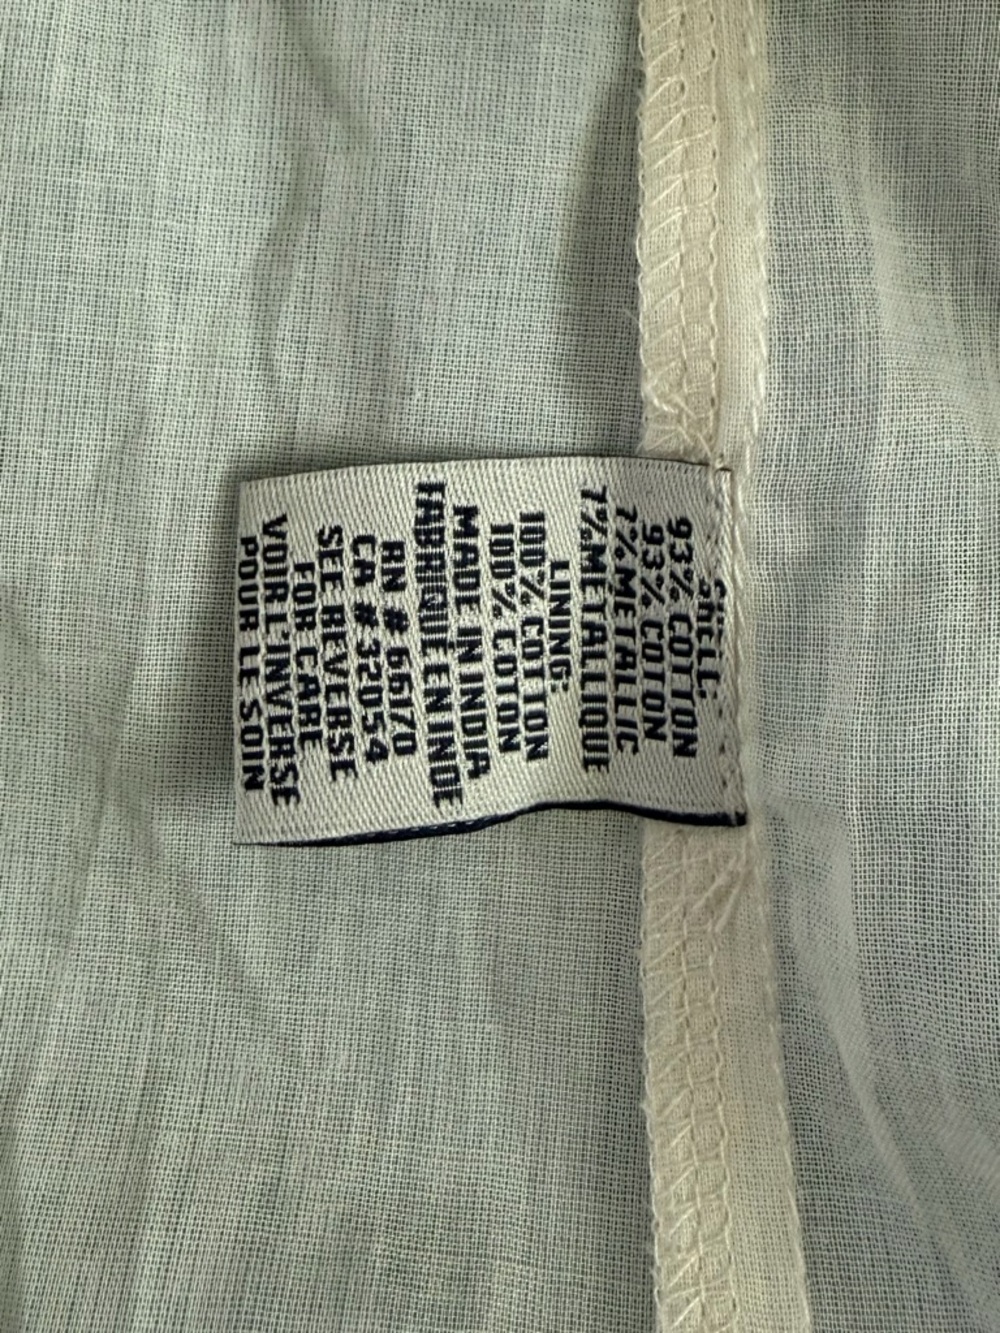 SHELL:
93% COTTON
93% COTON
7% METALLIC
7% METALLIQUE
LINING:
100% COTTON
100% COTON
MADE IN INDIA
FABRIQUÉ EN INDE
RN # 66170
CA # 32054
SEE REVERSE
FOR CARE
VOIR L'INVERSE
POUR LE SOIN